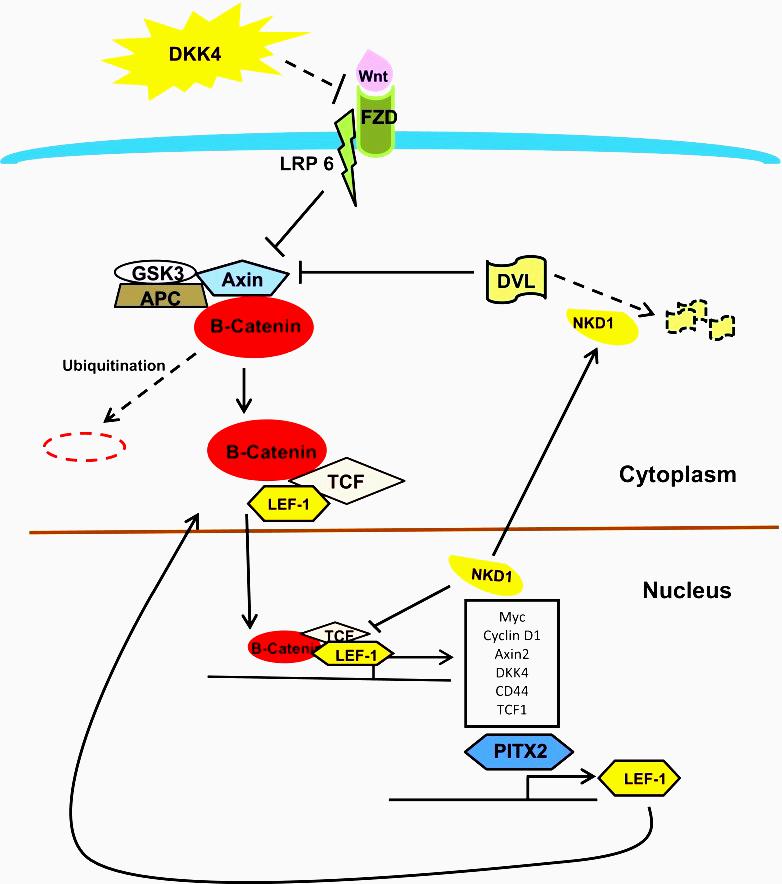 DKK4
Wnt
FZD
LRP 6
GSK3
Axin
APC
DVL
B-Catenin
NKD1
Ubiquitination
B-Catenin
TCF
LEF-1
Cytoplasm
NKD1
Nucleus
Myc
Cyclin D1
Axin2
DKK4
CD44
TCF1
TCF
B-Catenin
LEF-1
PITX2
LEF-1